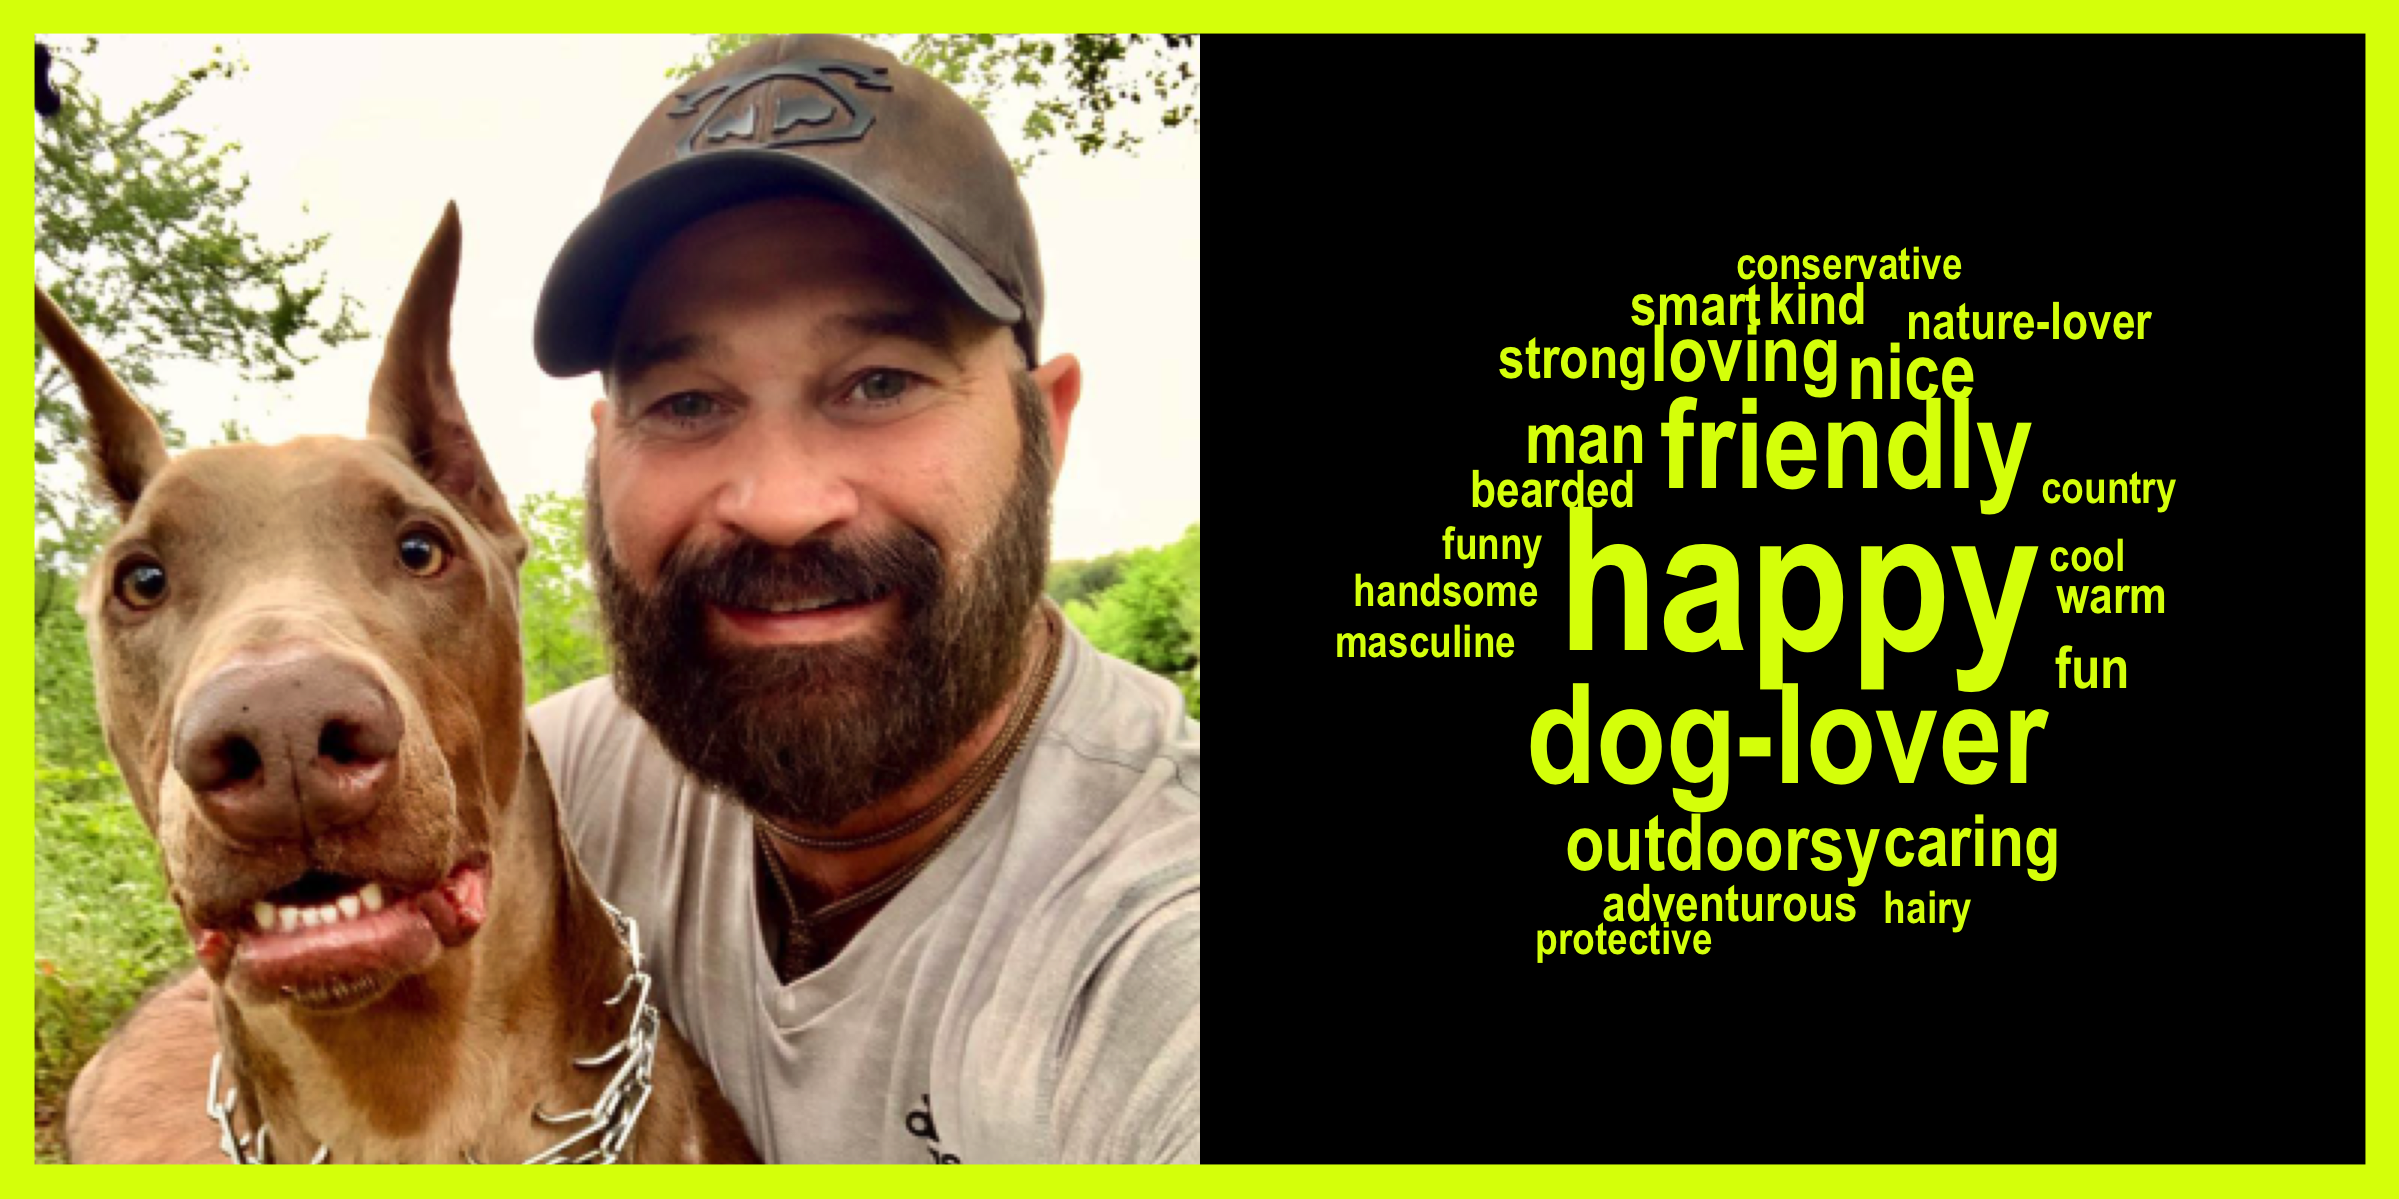 conservative
smart kind
nature-lover
strong loving nice
man friendly
bearded
country
funny
happy
cool
handsome
warm
masculine
fun
dog-lover
outdoorsy caring
adventurous hairy
protective